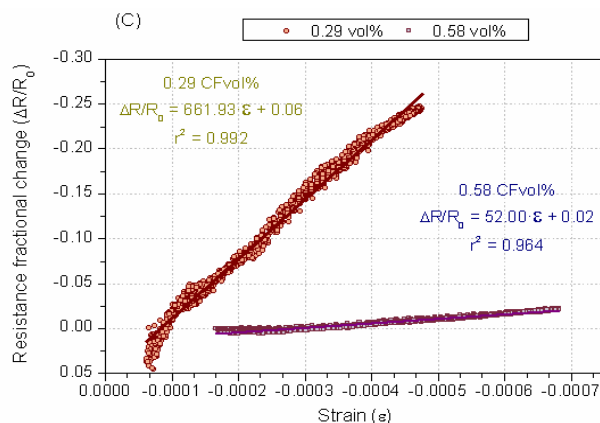 (C)
0.29 vol% 0.58 vol%
-0.30
-0.25
-0.20
-0.15
-0.10
-0.05
0.00
0.05
Resistance fractional change (ΔR/R₀)
0.29 CFvol%
ΔR/R₀ = 661.93·ε + 0.06
r² = 0.992
0.58 CFvol%
ΔR/R₀ = 52.00·ε + 0.02
r² = 0.964
0.0000 -0.0001 -0.0002 -0.0003 -0.0004 -0.0005 -0.0006 -0.0007
Strain (ε)